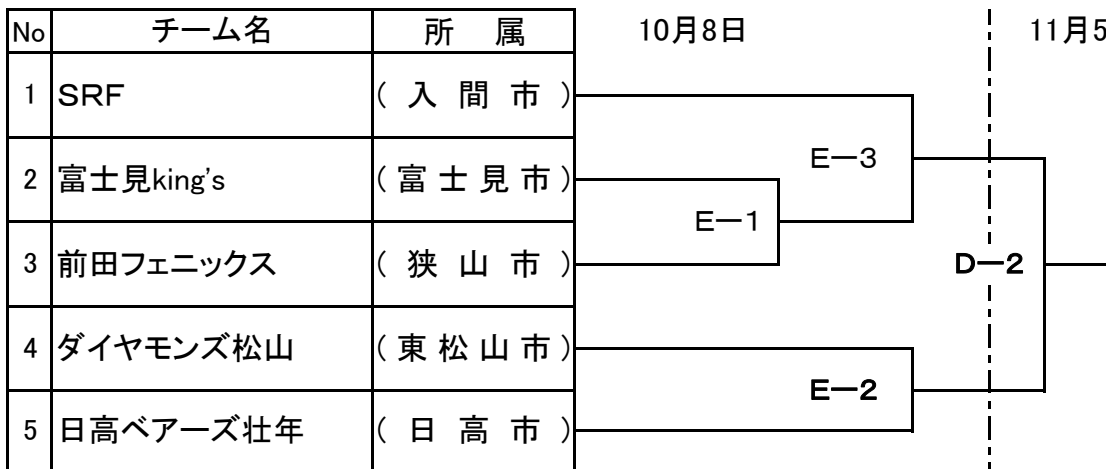 No チーム名 所 属 10月8日 11月5
1 SRF ( 入 間 市 )
E－3
2 富士見king's ( 富 士 見 市 )
E－1
3 前田フェニックス ( 狭 山 市 )
D－2
4 ダイヤモンズ松山 ( 東 松 山 市 )
E－2
5 日高ベアーズ壮年 ( 日 高 市 )